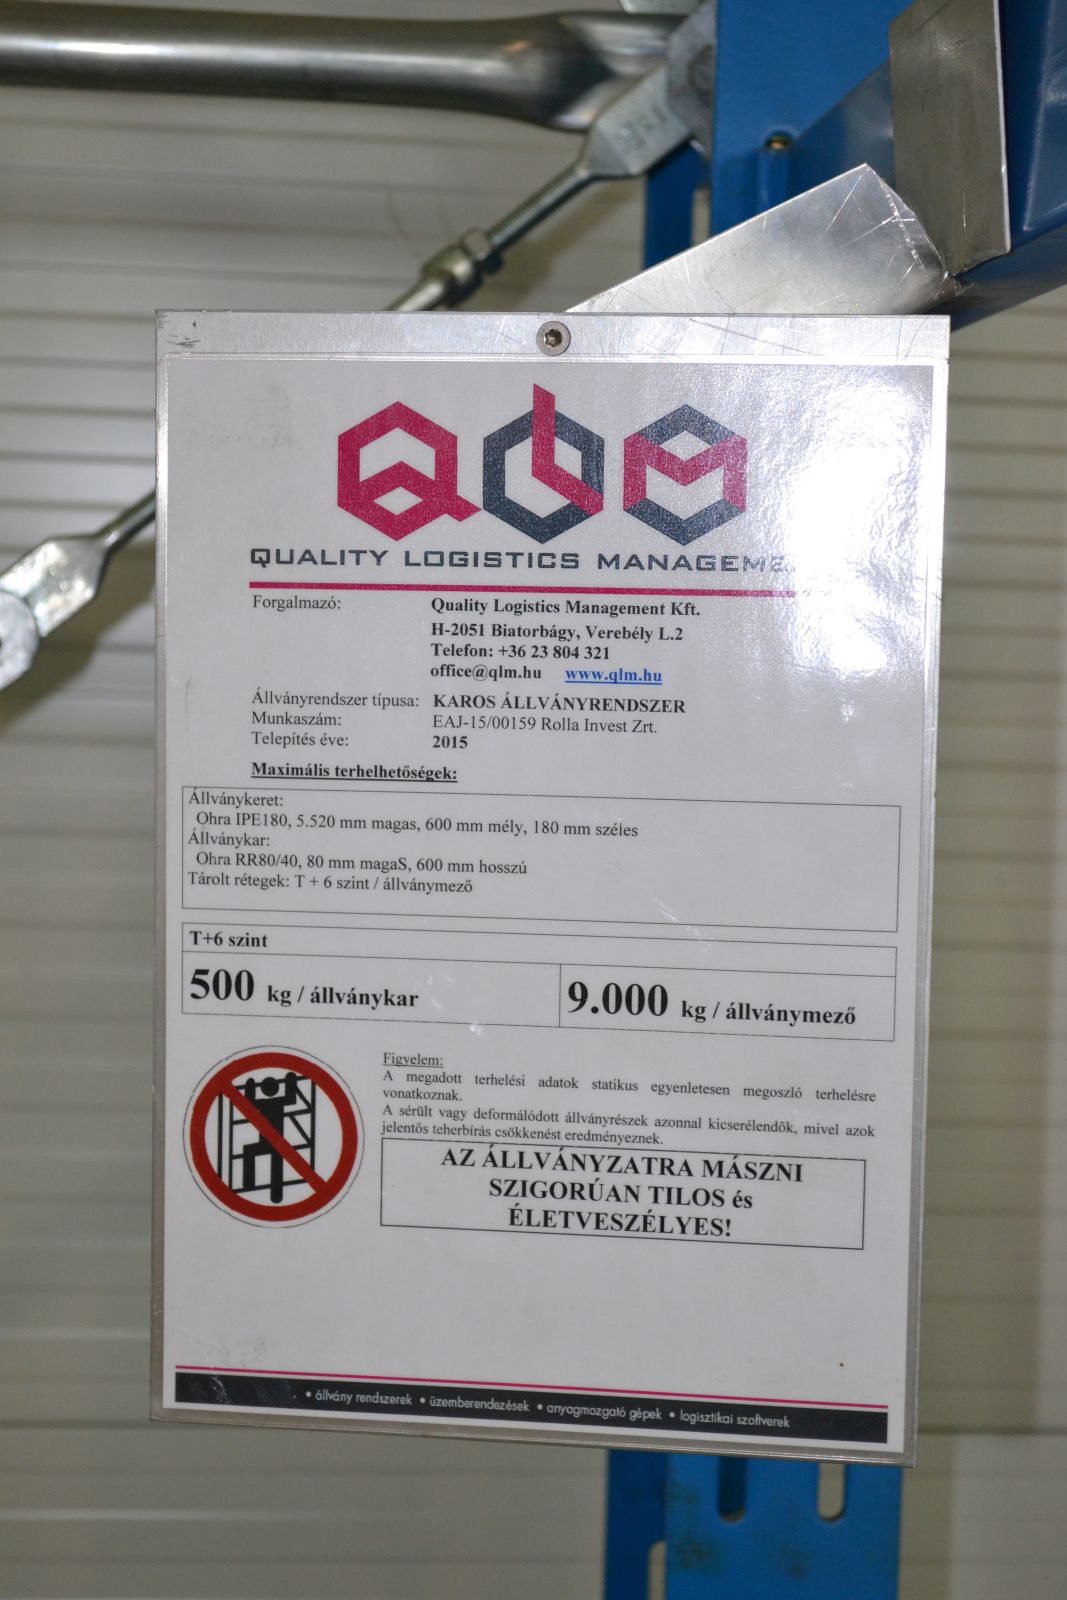 QLM
QUALITY LOGISTICS
Forgalmazó: Quality Logistics Management Kft.
H-2051 Biatorbágy, Verebély L.2
Telefon: +36 23 804 321
office@qlm.hu www.qlm.hu
Állványrendszer típusa: KAROS ÁLLVÁNYRENDSZER
Munkaszám: EAJ-15/00159 Rolla Invest Zrt.
Telepítés éve: 2015
Maximális terhelhetőségek:
Állványkeret:
Ohra IPE180, 5.520 mm magas, 600 mm mély, 180 mm széles
Állványkar:
Ohra RR80/40, 80 mm magaS, 600 mm hosszú
Tárolt rétegek: T + 6 szint / állványmező
T+6 szint
500 kg / állványkar 9.000 kg / állványmező
Figyelem:
A megadott terhelési adatok statikus egyenletesen megoszló terhelésre
vonatkoznak.
A sérült vagy deformálódott állványrészek azonnal kicserélendők, mivel azok
jelentős teherbírás csökkenést eredményeznek.
AZ ÁLLVÁNYZATRA MÁSZNI
SZIGORÚAN TILOS és
ÉLETVESZÉLYES!
• állvány rendszerek • üzemberendezések • anyagmozgató gépek • logisztikai szoftverek